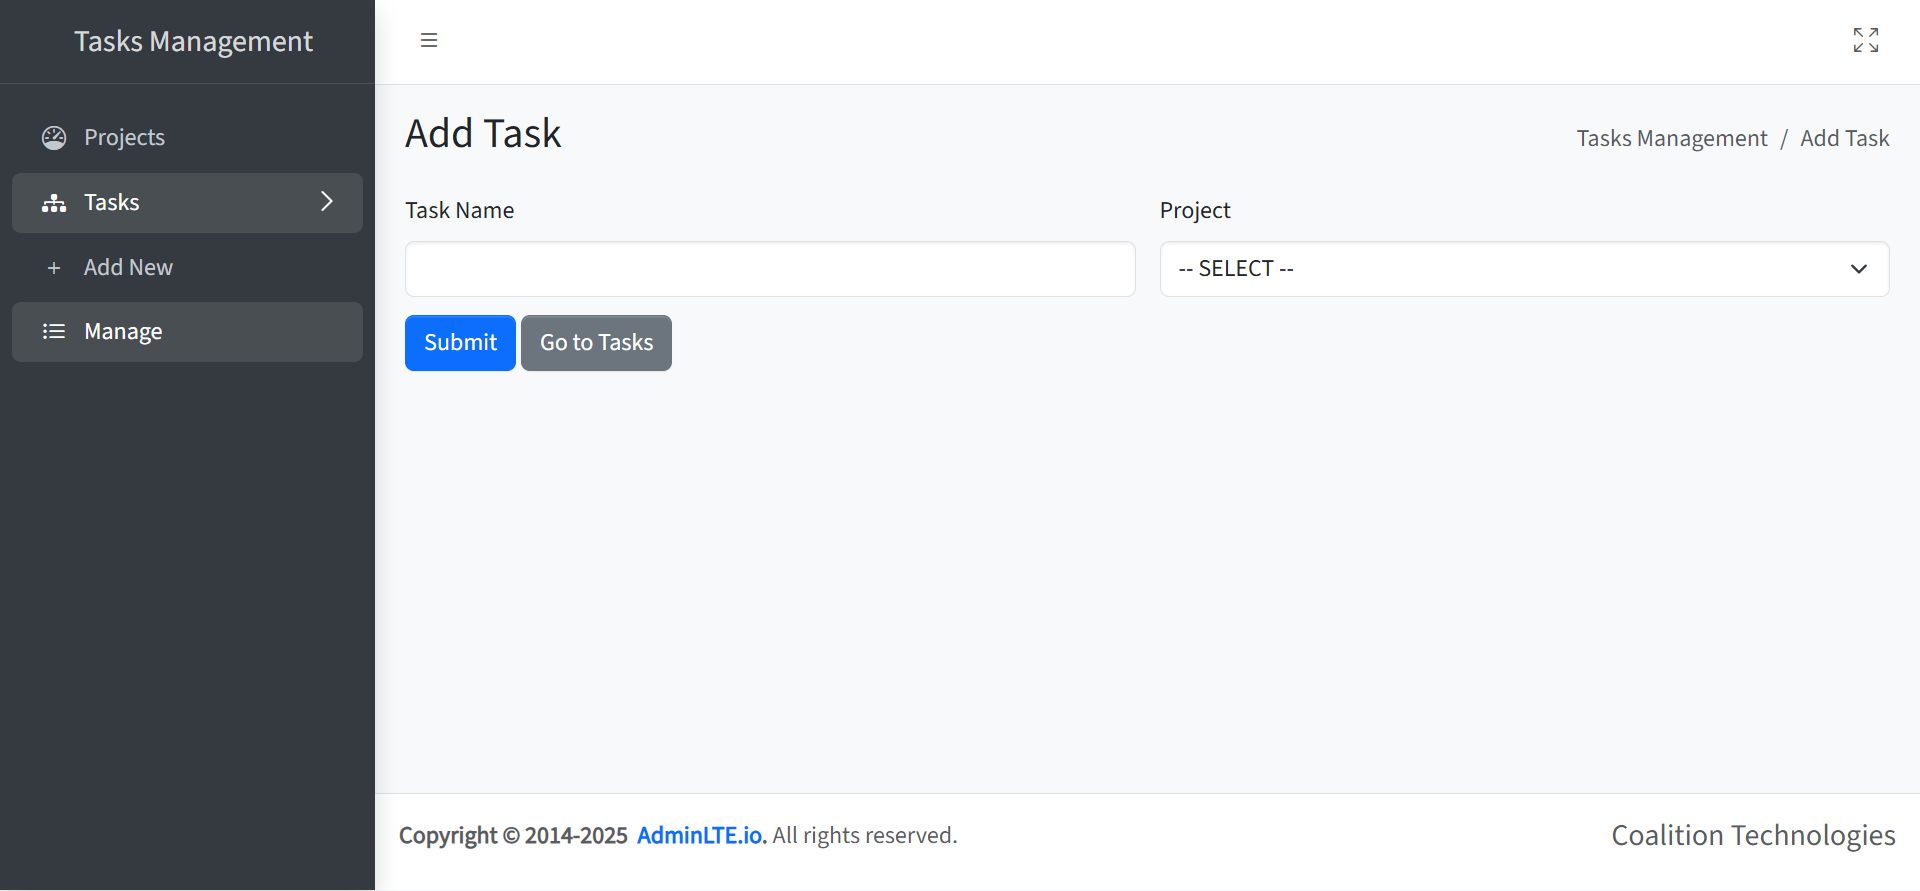 Tasks Management
Projects
Tasks
+ Add New
Manage
Add Task
Tasks Management / Add Task
Task Name
Project
-- SELECT --
Submit
Go to Tasks
Copyright © 2014-2025 AdminLTE.io. All rights reserved.
Coalition Technologies